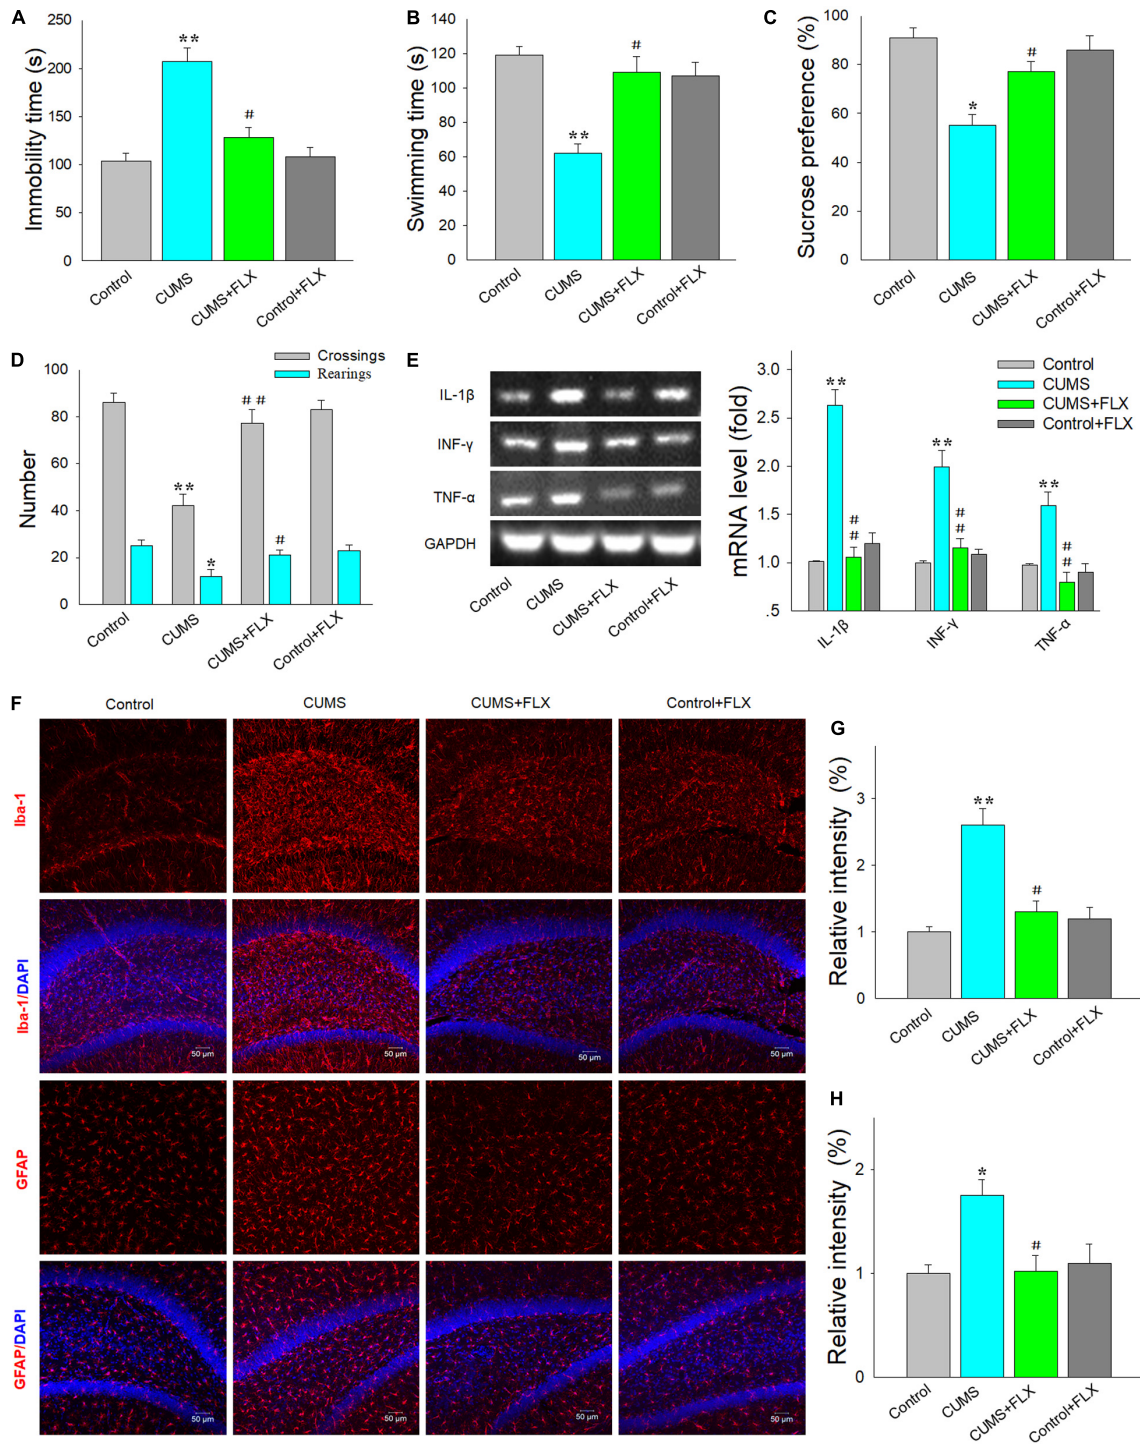 A
Immobility time (s)
250
200
150
100
50
0
**
#
Control
CUMS
CUMS+FLX
Control+FLX
B
Swimming time (s)
140
120
100
80
60
40
20
0
**
#
Control
CUMS
CUMS+FLX
Control+FLX
C
Sucrose preference (%)
100
80
60
40
20
0
*
#
Control
CUMS
CUMS+FLX
Control+FLX
D
Number
100
80
60
40
20
0
Crossings
Rearings
**
*
# #
#
Control
CUMS
CUMS+FLX
Control+FLX
E
IL-1β
INF-γ
TNF-α
GAPDH
Control
CUMS
CUMS+FLX
Control+FLX
mRNA level (fold)
3.0
2.5
2.0
1.5
1.0
.5
Control
CUMS
CUMS+FLX
Control+FLX
**
#
#
**
#
#
**
#
#
IL-1β
INF-γ
TNF-α
F
Control
CUMS
CUMS+FLX
Control+FLX
Iba-1
Iba-1/DAPI
50 μm
50 μm
50 μm
50 μm
GFAP
GFAP/DAPI
50 μm
50 μm
50 μm
50 μm
G
Relative intensity (%)
3
2
1
0
**
#
Control
CUMS
CUMS+FLX
Control+FLX
H
Relative intensity (%)
2
1
0
*
#
Control
CUMS
CUMS+FLX
Control+FLX